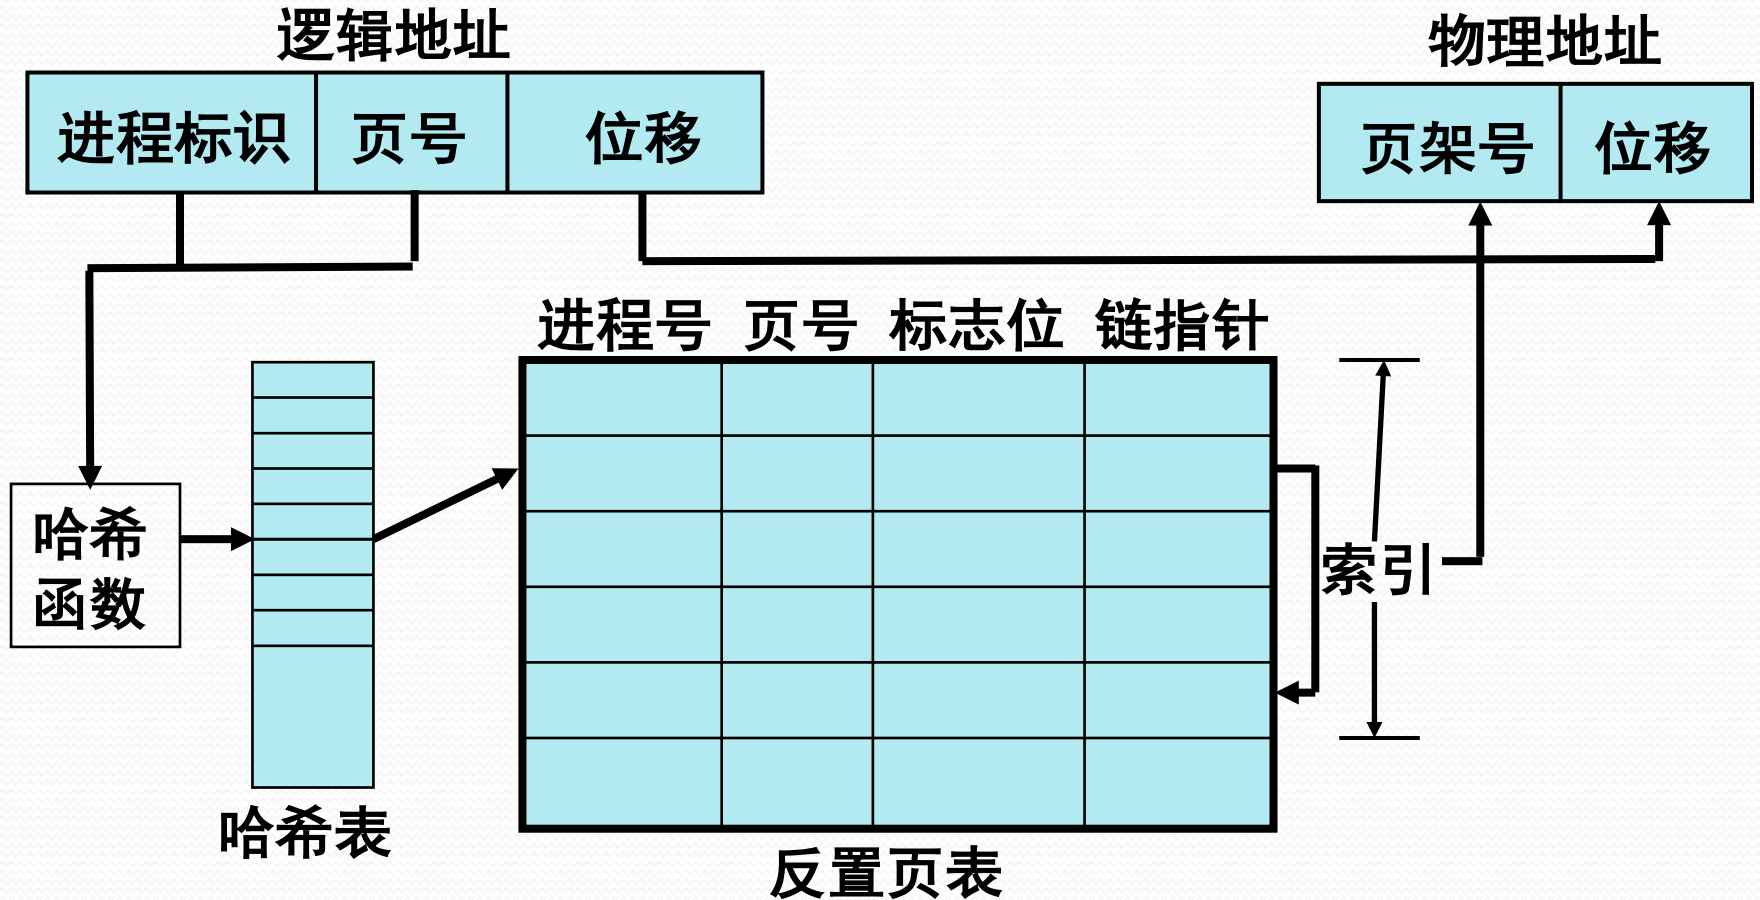 逻辑地址
物理地址
进程标识 页号 位移
页架号 位移
进程号 页号 标志位 链指针
哈希
函数
索引
哈希表
反置页表